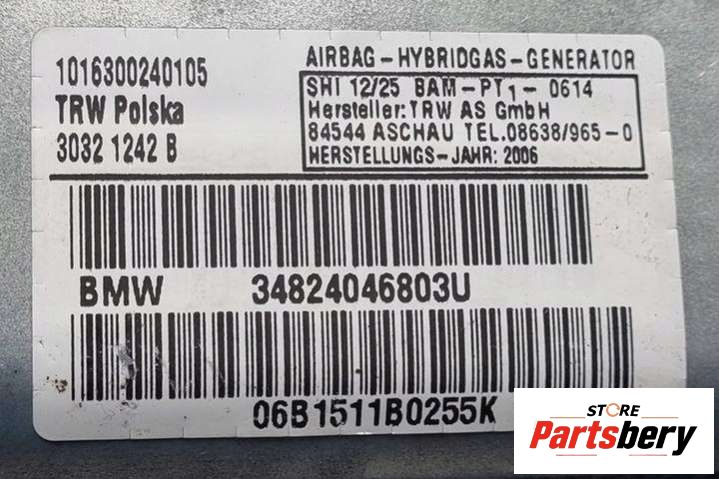 1016300240105
TRW Polska
3032 1242 B
AIRBAG-HYBRIDGAS-GENERATOR
SHI 12/25 BAM-PT1-0614
Hersteller: TRW AS GmbH
84544 ASCHAU TEL.08638/965-0
HERSTELLUNGS-JAHR: 2006
BMW 34824046803U
06B1511B0255K
STORE
Partsbery